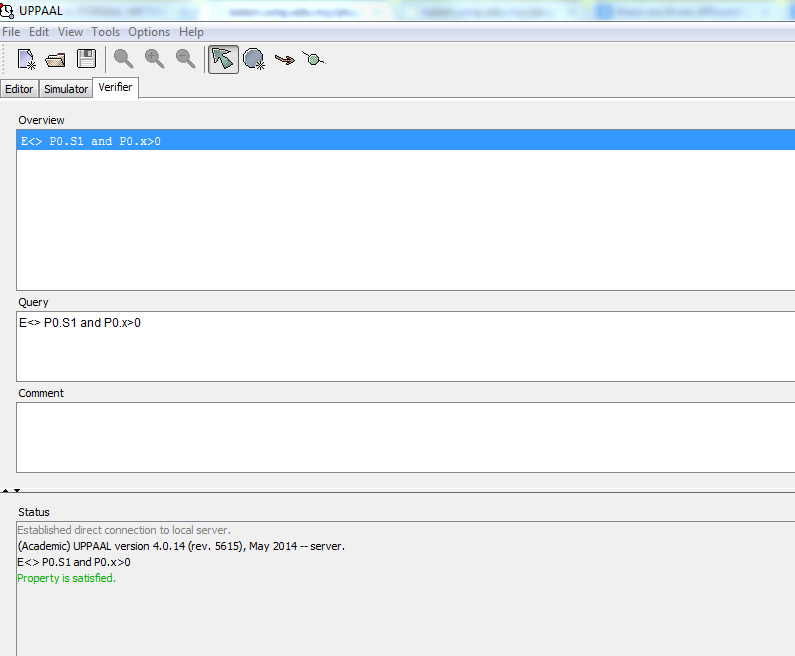 UPPAAL
File Edit View Tools Options Help
Editor Simulator Verifier
Overview
E<> P0.S1 and P0.x>0
Query
E<> P0.S1 and P0.x>0
Comment
Status
Established direct connection to local server.
(Academic) UPPAAL version 4.0.14 (rev. 5615), May 2014 -- server.
E<> P0.S1 and P0.x>0
Property is satisfied.